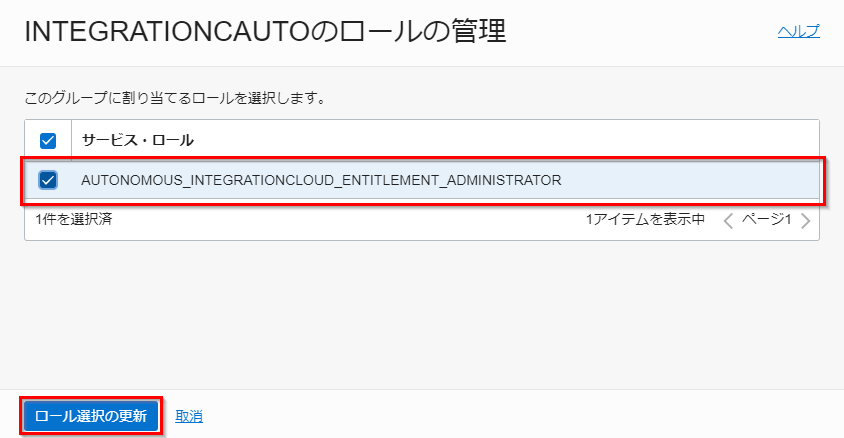 INTEGRATIONCAUTOのロールの管理
ヘルプ
このグループに割り当てるロールを選択します。
サービス・ロール
AUTONOMOUS_INTEGRATIONCLOUD_ENTITLEMENT_ADMINISTRATOR
1件を選択済 1アイテムを表示中 ページ1
ロール選択の更新 取消